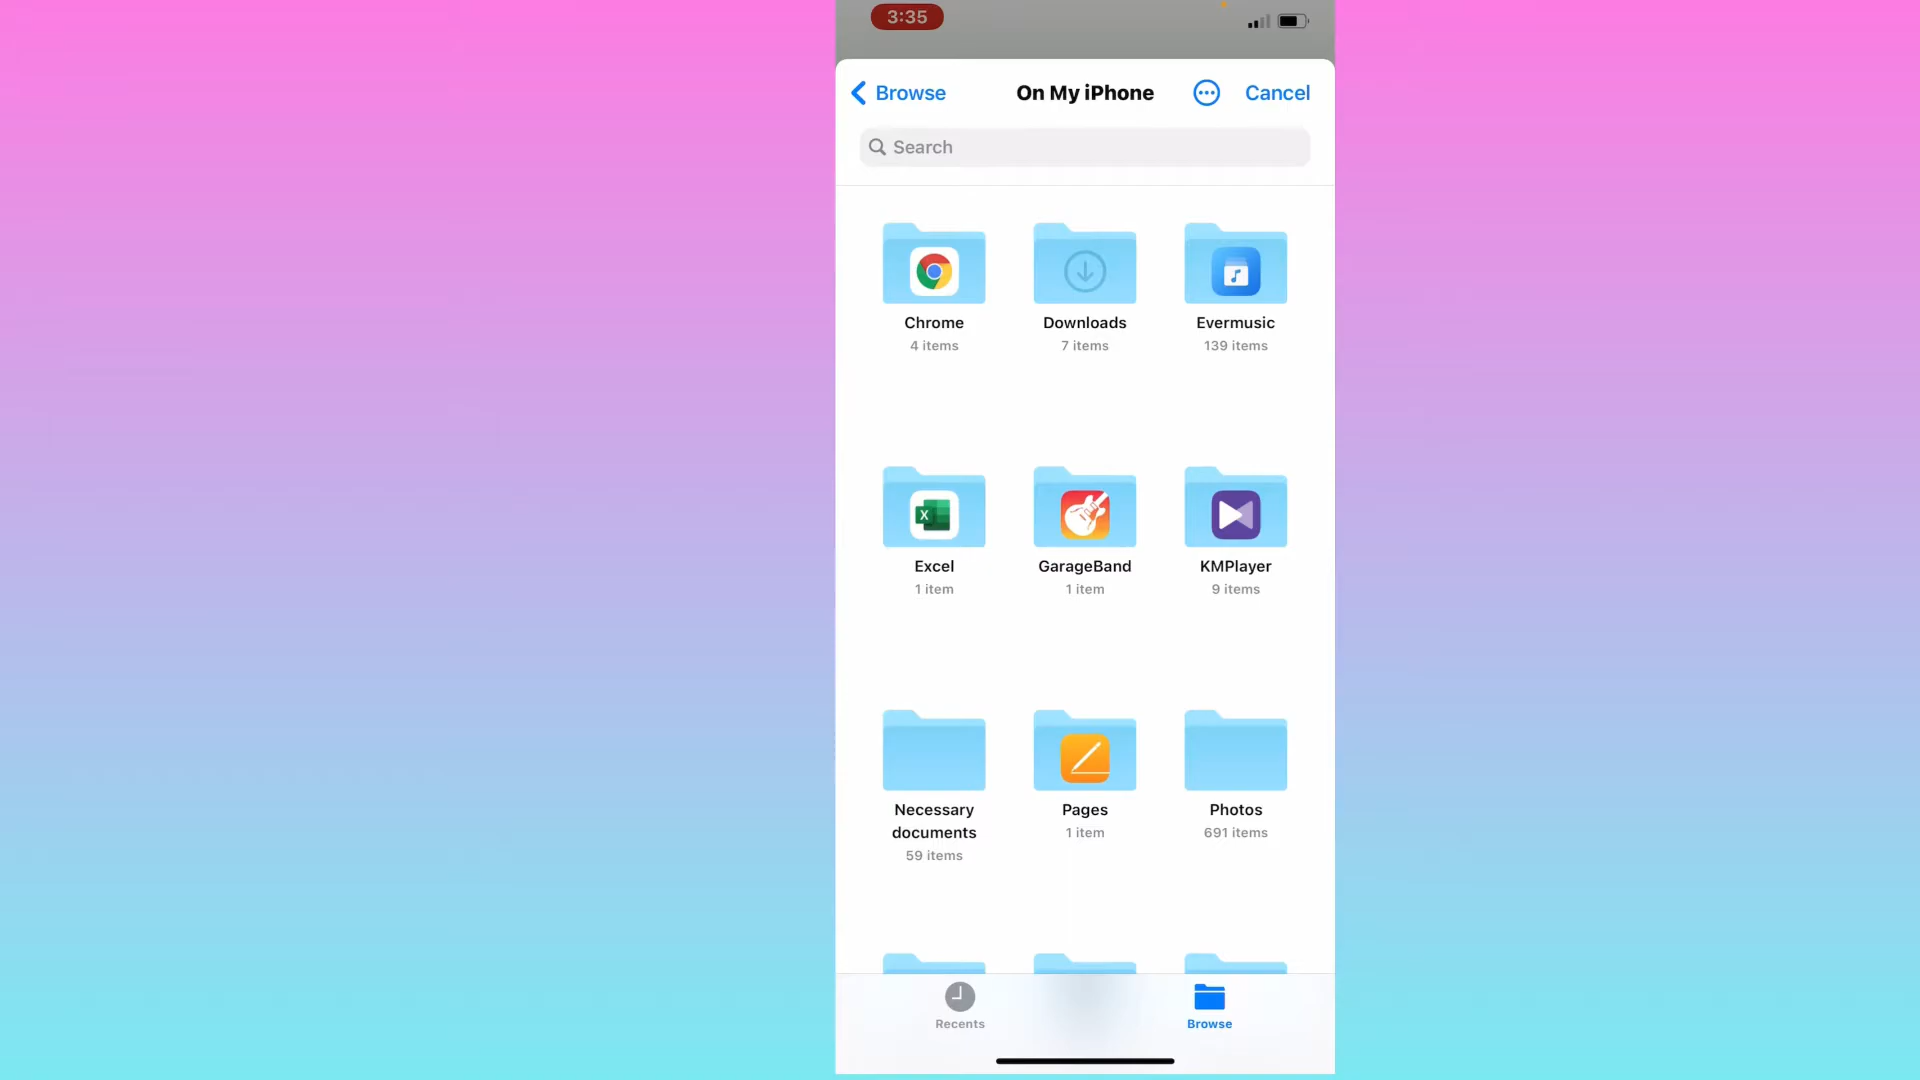 3:35
Browse
On My iPhone
Cancel
Search
Chrome
4 items
Downloads
7 items
Evermusic
139 items
X
Excel
1 item
GarageBand
1 item
KMPlayer
9 items
Necessary
documents
59 items
Pages
1 item
Photos
691 items
Recents
Browse